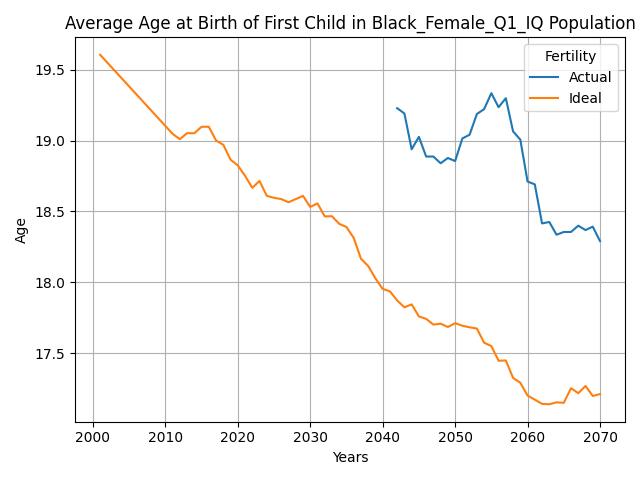 Average Age at Birth of First Child in Black_Female_Q1_IQ Population
Fertility
Actual
Ideal
19.5
19.0
18.5
18.0
17.5
Age
2000 2010 2020 2030 2040 2050 2060 2070
Years